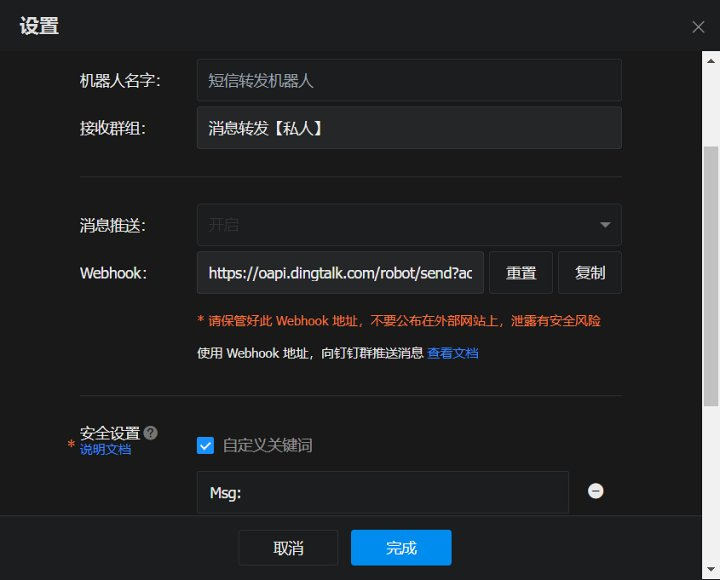 设置
机器人名字：
短信转发机器人
接收群组：
消息转发【私人】
消息推送：
开启
Webhook：
https://oapi.dingtalk.com/robot/send?ac
重置
复制
* 请保管好此 Webhook 地址，不要公布在外部网站上，泄露有安全风险
使用 Webhook 地址，向钉钉群推送消息 查看文档
* 安全设置
说明文档
自定义关键词
Msg:
取消
完成